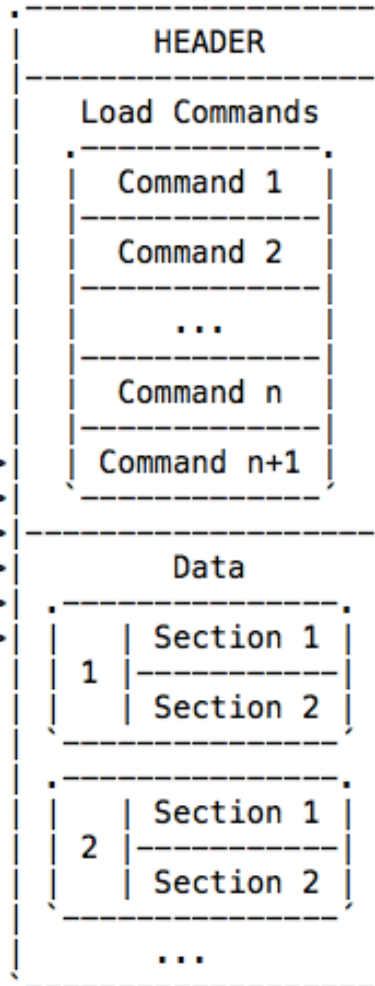 HEADER
Load Commands
Command 1
Command 2
...
Command n
Command n+1
Data
Section 1
1
Section 2
Section 1
2
Section 2
...